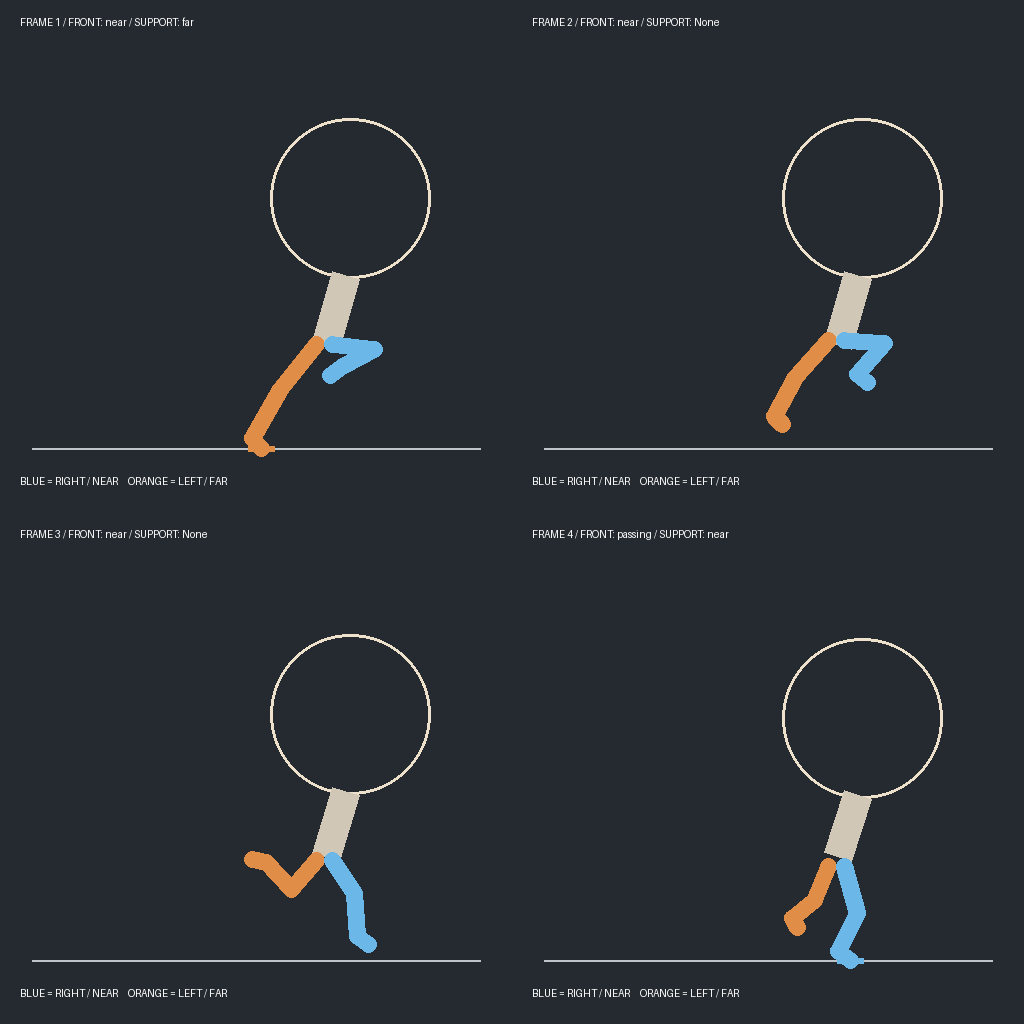 FRAME 1 / FRONT: near / SUPPORT: far
FRAME 2 / FRONT: near / SUPPORT: None
BLUE = RIGHT / NEAR ORANGE = LEFT / FAR
BLUE = RIGHT / NEAR ORANGE = LEFT / FAR
FRAME 3 / FRONT: near / SUPPORT: None
FRAME 4 / FRONT: passing / SUPPORT: near
BLUE = RIGHT / NEAR ORANGE = LEFT / FAR
BLUE = RIGHT / NEAR ORANGE = LEFT / FAR